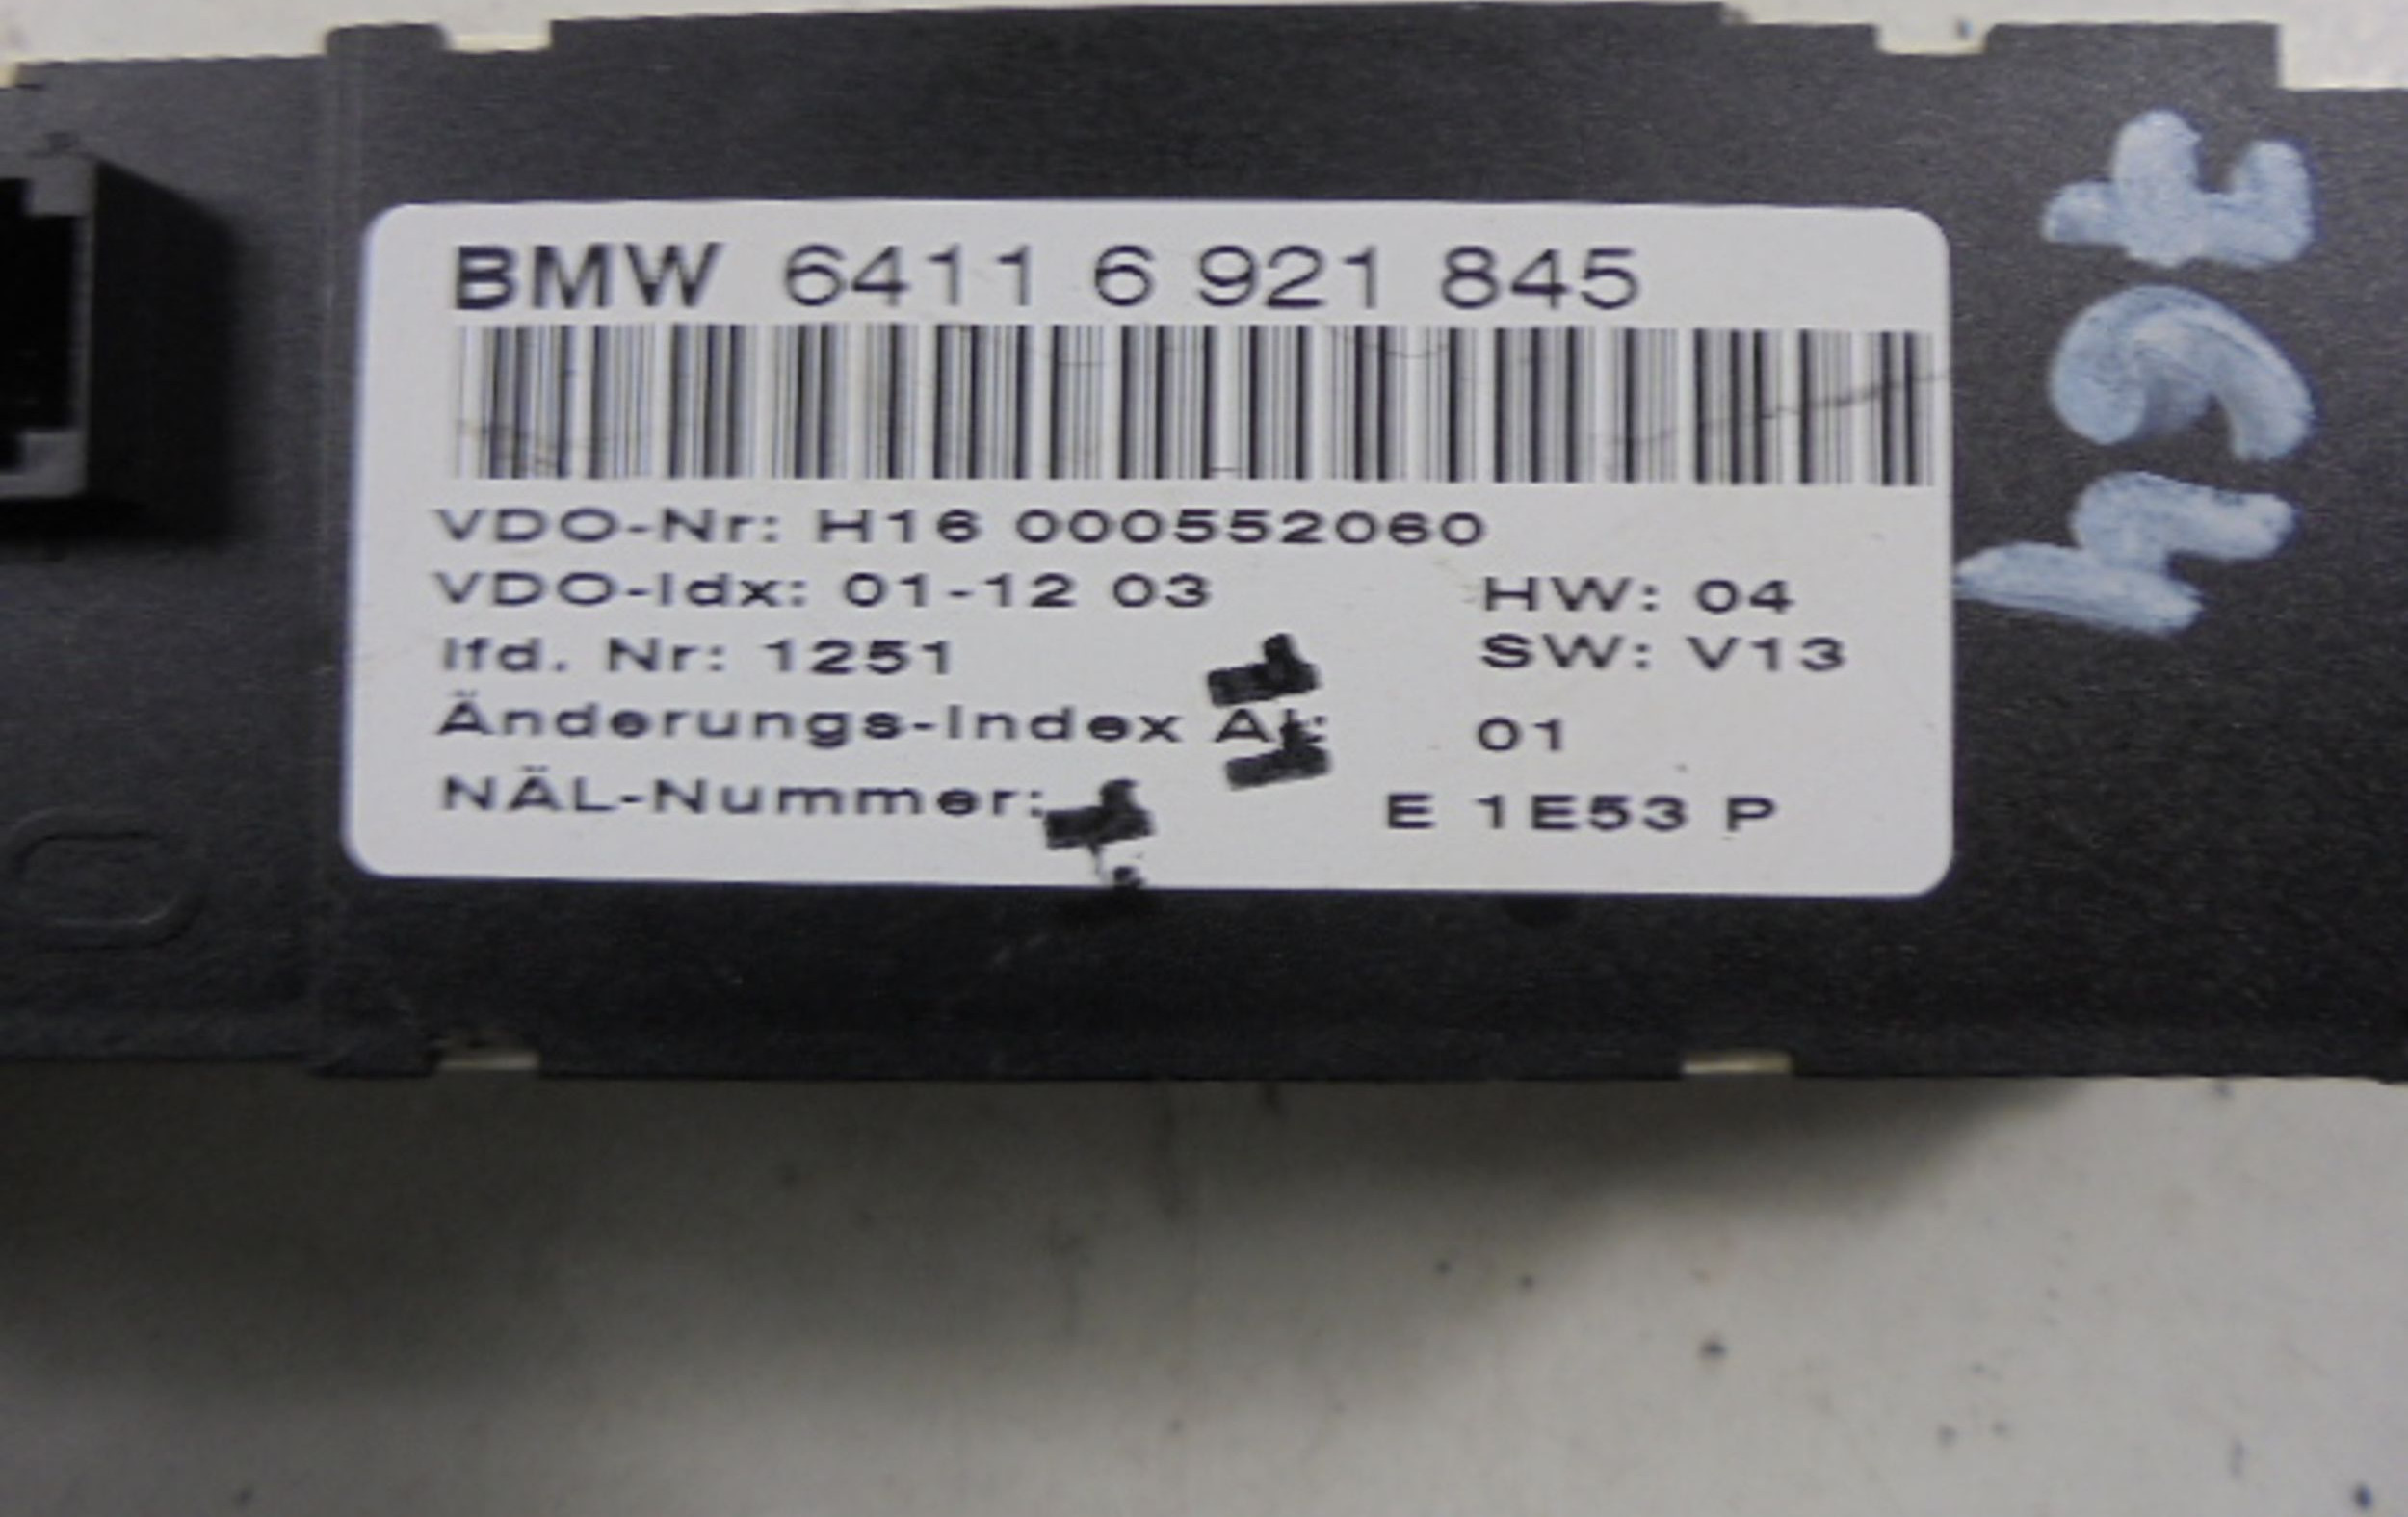 BMW 6411 6 921 845
VDO-Nr: H16 000552060
VDO-Idx: 01-12 03
HW: 04
lfd. Nr: 1251
SW: V13
Änderungs-Index
01
NÄL-Nummer:
E 1E53 P